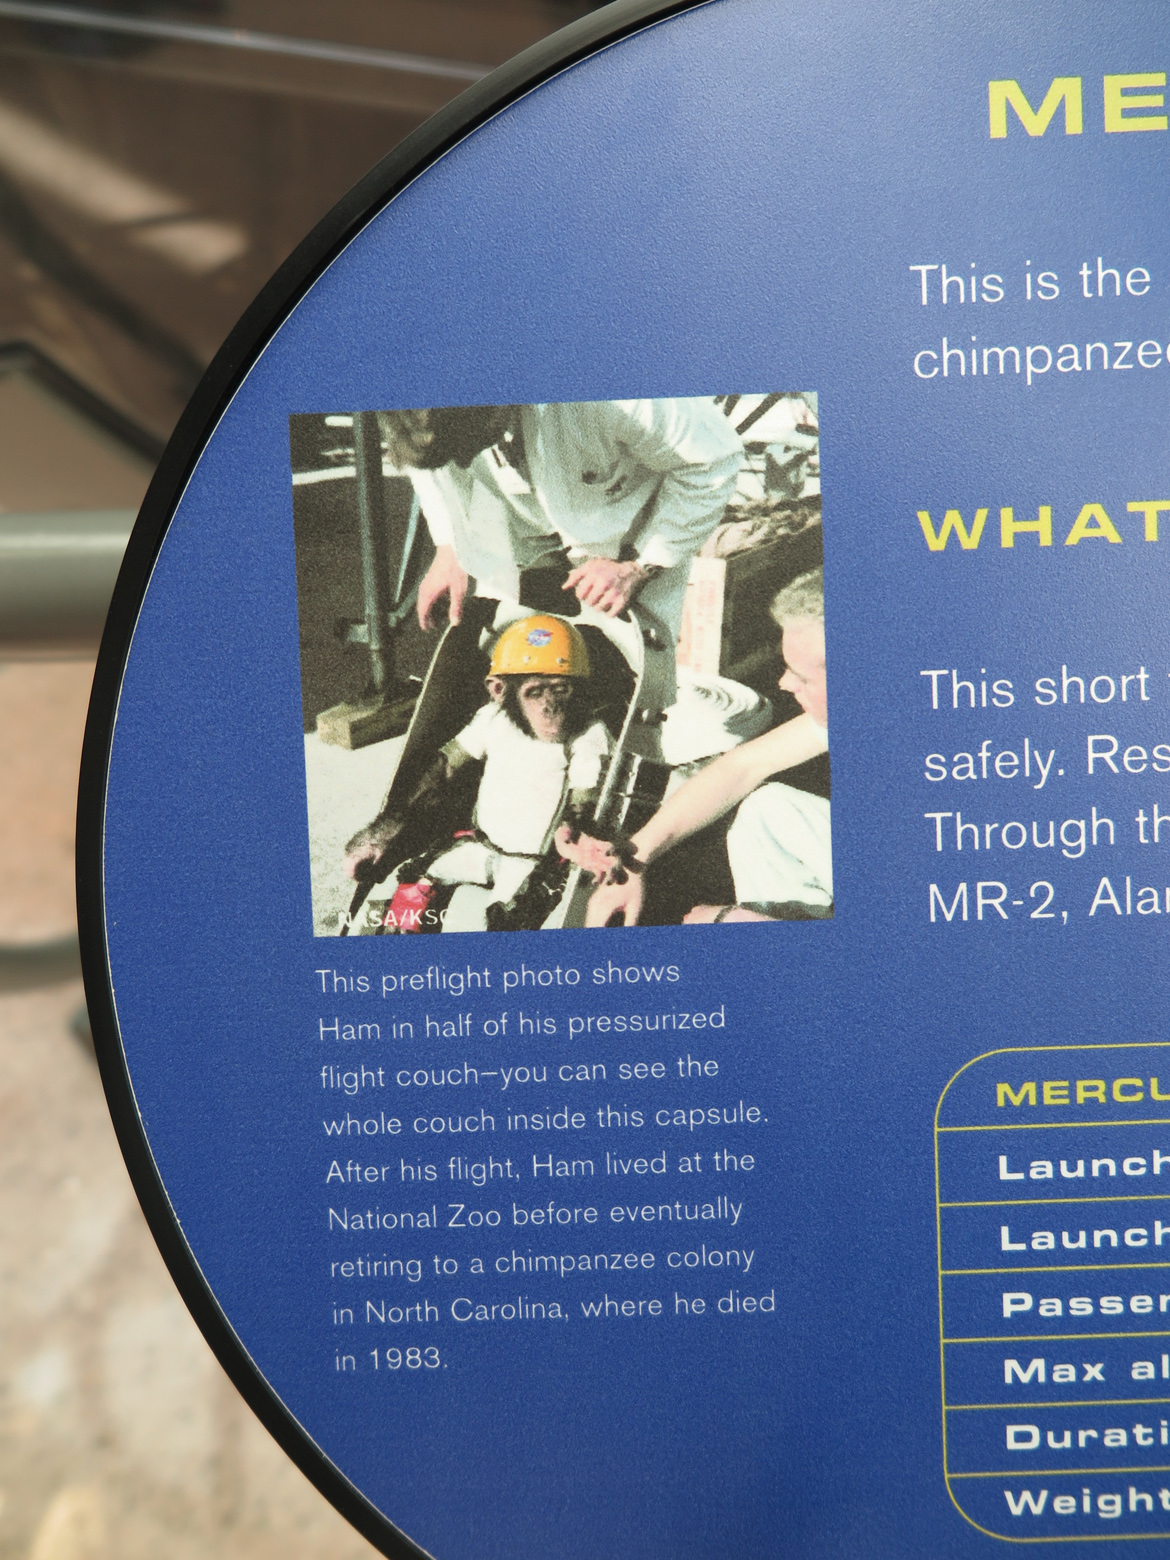 ME
This is the
chimpanzee
WHAT
This short
safely. Res
Through th
MR-2, Alan
NASA/KSC
This preflight photo shows
Ham in half of his pressurized
flight couch—you can see the
whole couch inside this capsule.
After his flight, Ham lived at the
National Zoo before eventually
retiring to a chimpanzee colony
in North Carolina, where he died
in 1983.
MERCU
Launch
Launch
Passen
Max al
Durati
Weight